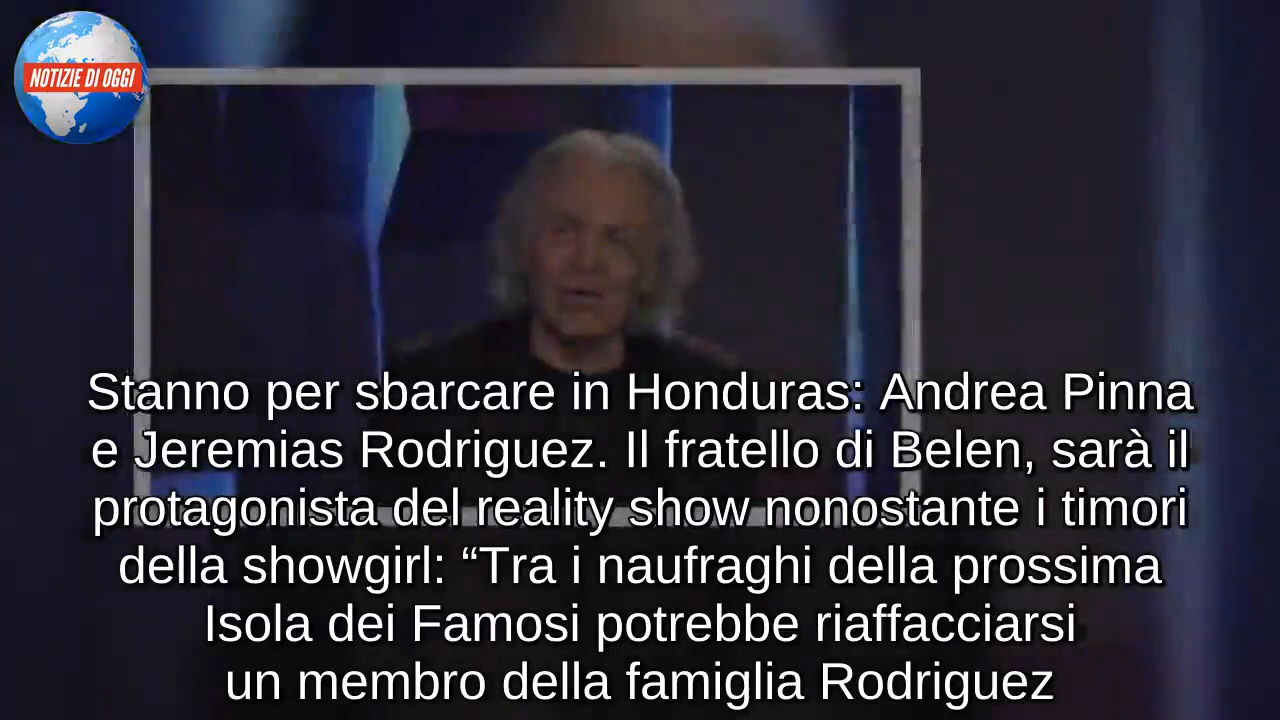 NOTIZIE DI OGGI
Stanno per sbarcare in Honduras: Andrea Pinna
e Jeremias Rodriguez. Il fratello di Belen, sarà il
protagonista del reality show nonostante i timori
della showgirl: “Tra i naufraghi della prossima
Isola dei Famosi potrebbe riaffacciarsi
un membro della famiglia Rodriguez